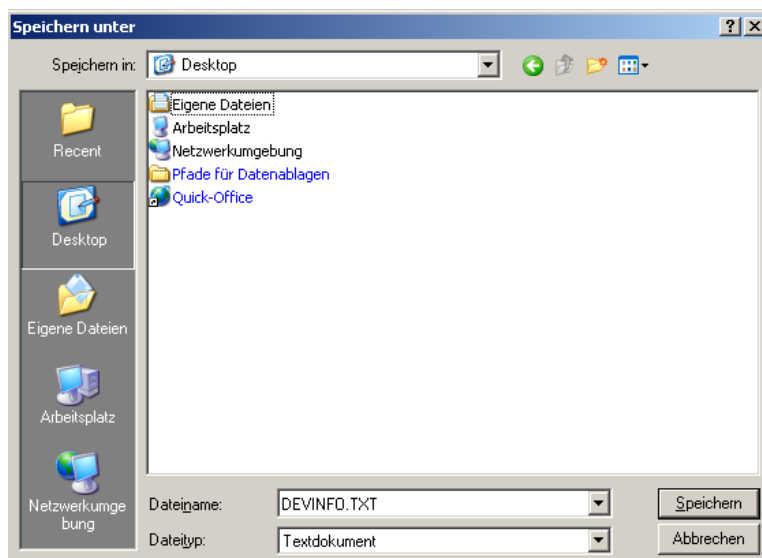 Speichern unter
Speichern in:
Desktop
Recent
Desktop
Eigene Dateien
Arbeitsplatz
Netzwerkumge
bung
Eigene Dateien
Arbeitsplatz
Netzwerkumgebung
Pfade für Datenablagen
Quick-Office
Dateiname:
DEVINFO.TXT
Speichern
Dateityp:
Textdokument
Abbrechen